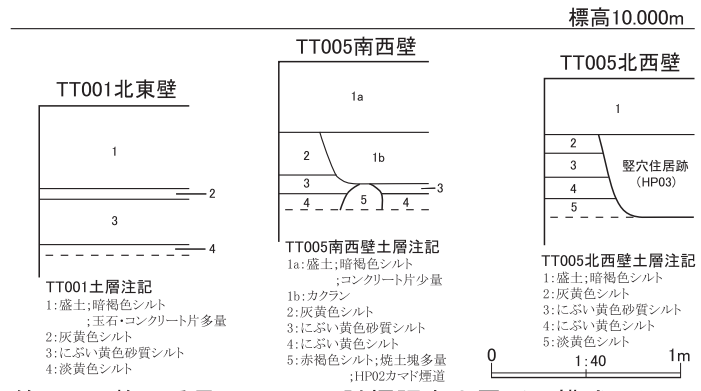 標高10.000m
TT001北東壁
1
2
3
4
TT001土層注記
1:盛土;暗褐色シルト
;玉石・コンクリート片多量
2:灰黄色シルト
3:にぶい黄色砂質シルト
4:淡黄色シルト
TT005南西壁
1a
2
1b
3
3
4
5
4
TT005南西壁土層注記
1a:盛土;暗褐色シルト
;コンクリート片少量
1b:カクラン
2:灰黄色シルト
3:にぶい黄色砂質シルト
4:にぶい黄色シルト
5:赤褐色シルト;焼土塊多量
;HP02カマド煙道
TT005北西壁
1
2
3
竪穴住居跡
(HP03)
4
5
TT005北西壁土層注記
1:盛土;暗褐色シルト
2:灰黄色シルト
3:にぶい黄色砂質シルト
4:にぶい黄色シルト
5:淡黄色シルト
0
1:40
1m